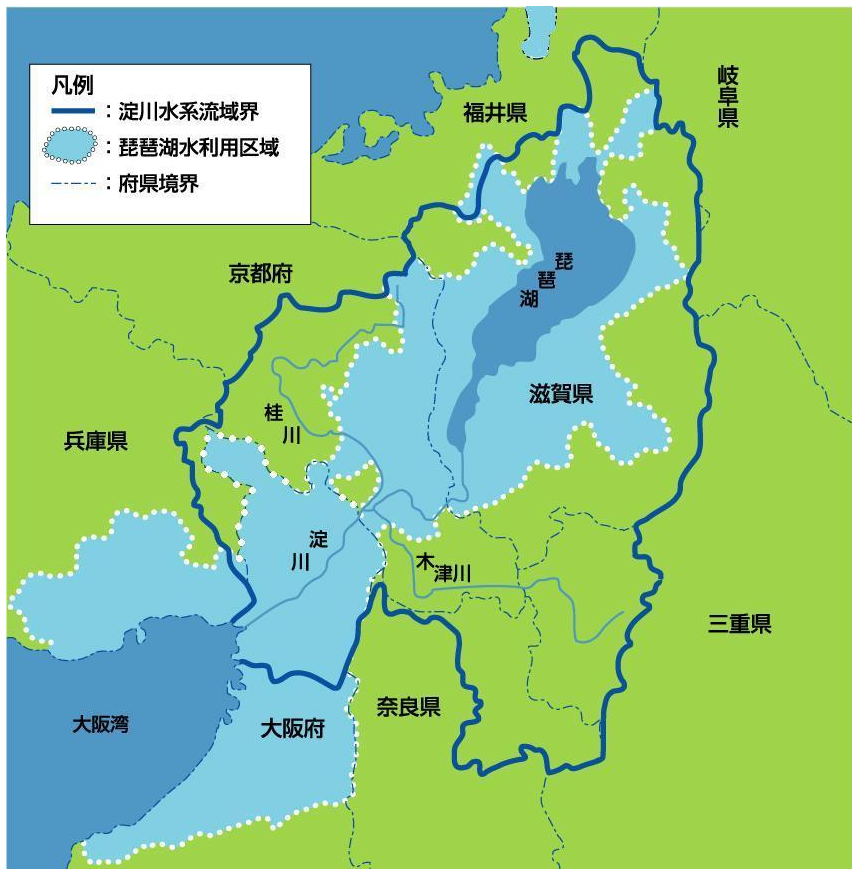 凡例
：淀川水系流域界
：琵琶湖水利用区域
：府県境界
岐阜県
福井県
京都府
琵琶湖
滋賀県
桂川
兵庫県
淀川
木津川
三重県
奈良県
大阪湾
大阪府